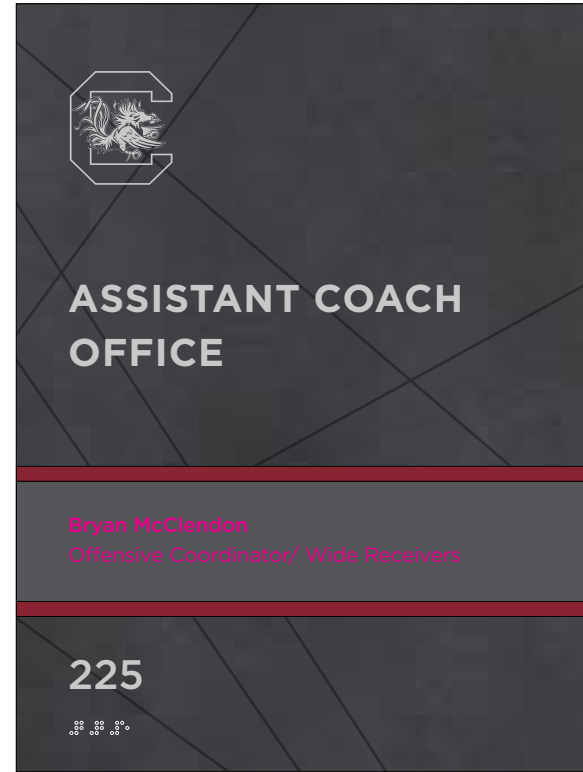 ASSISTANT COACH
OFFICE
Bryan McClendon
Offensive Coordinator/ Wide Receivers
225